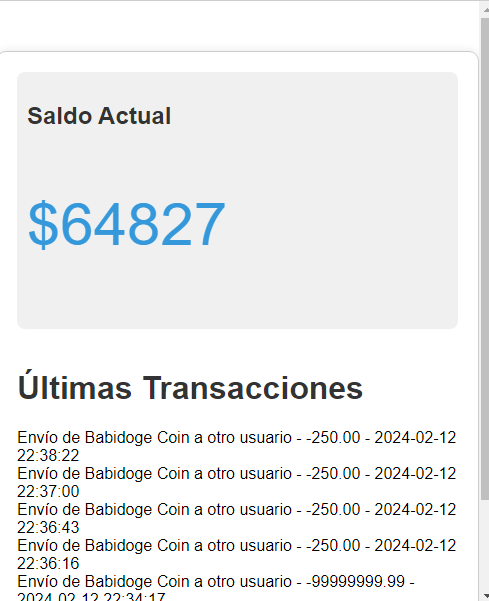 Saldo Actual
$64827
Últimas Transacciones
Envío de Babidoge Coin a otro usuario - -250.00 - 2024-02-12
22:38:22
Envío de Babidoge Coin a otro usuario - -250.00 - 2024-02-12
22:37:00
Envío de Babidoge Coin a otro usuario - -250.00 - 2024-02-12
22:36:43
Envío de Babidoge Coin a otro usuario - -250.00 - 2024-02-12
22:36:16
Envío de Babidoge Coin a otro usuario - -99999999.99 -
2024-02-12 22:34:17